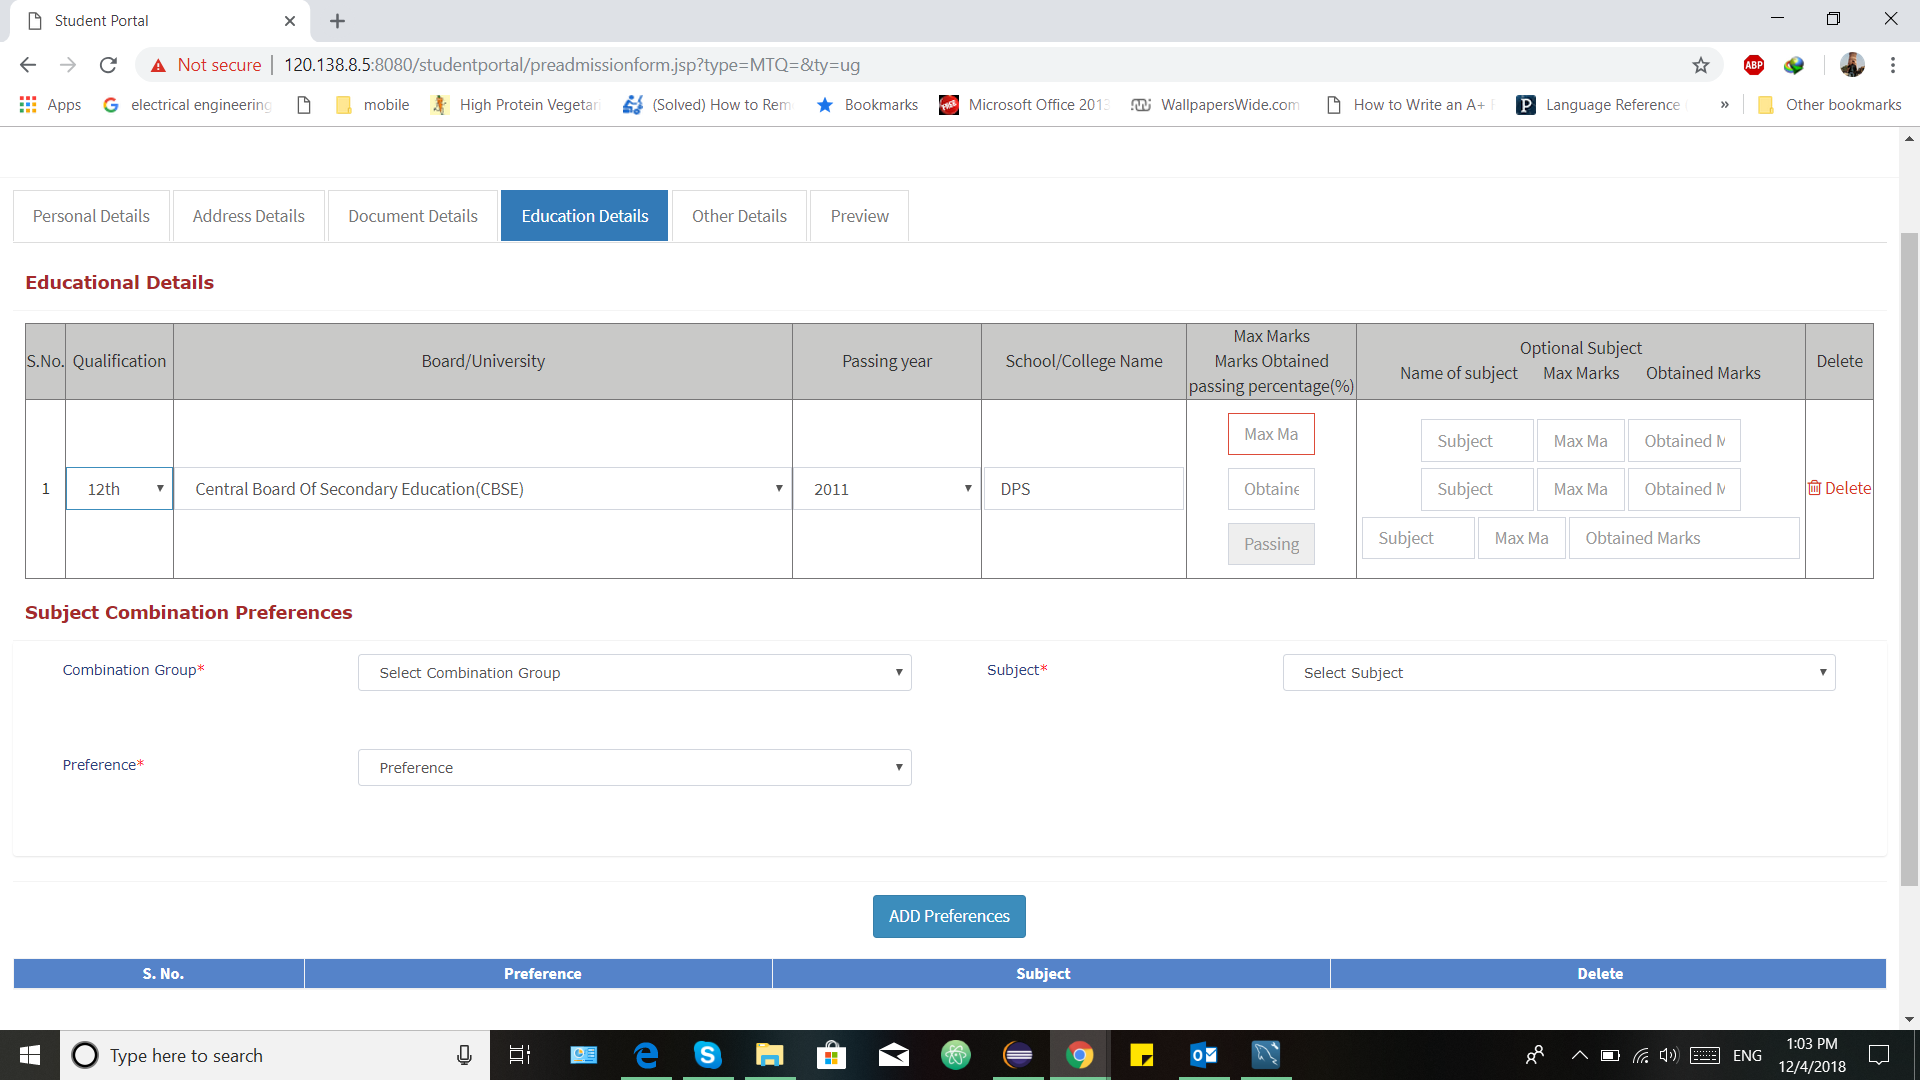 Student Portal
Not secure | 120.138.8.5:8080/studentportal/preadmissionform.jsp?type=MTQ=&ty=ug
ABP
Apps electrical engineering mobile High Protein Vegetar (Solved) How to Rem Bookmarks FREE Microsoft Office 2013 WallpapersWide.com How to Write an A+ P Language Reference » Other bookmarks
Personal Details Address Details Document Details Education Details Other Details Preview
Educational Details
S.No. Qualification Board/University Passing year School/College Name Max Marks Marks Obtained passing percentage(%) Optional Subject Name of subject Max Marks Obtained Marks Delete
1 12th Central Board Of Secondary Education(CBSE) 2011 DPS
Max Ma
Obtaine
Passing
Subject Max Ma Obtained M
Subject Max Ma Obtained M
Subject Max Ma Obtained Marks
Delete
Subject Combination Preferences
Combination Group* Select Combination Group Subject* Select Subject
Preference* Preference
ADD Preferences
S. No. Preference Subject Delete
Type here to search
ENG
1:03 PM
12/4/2018